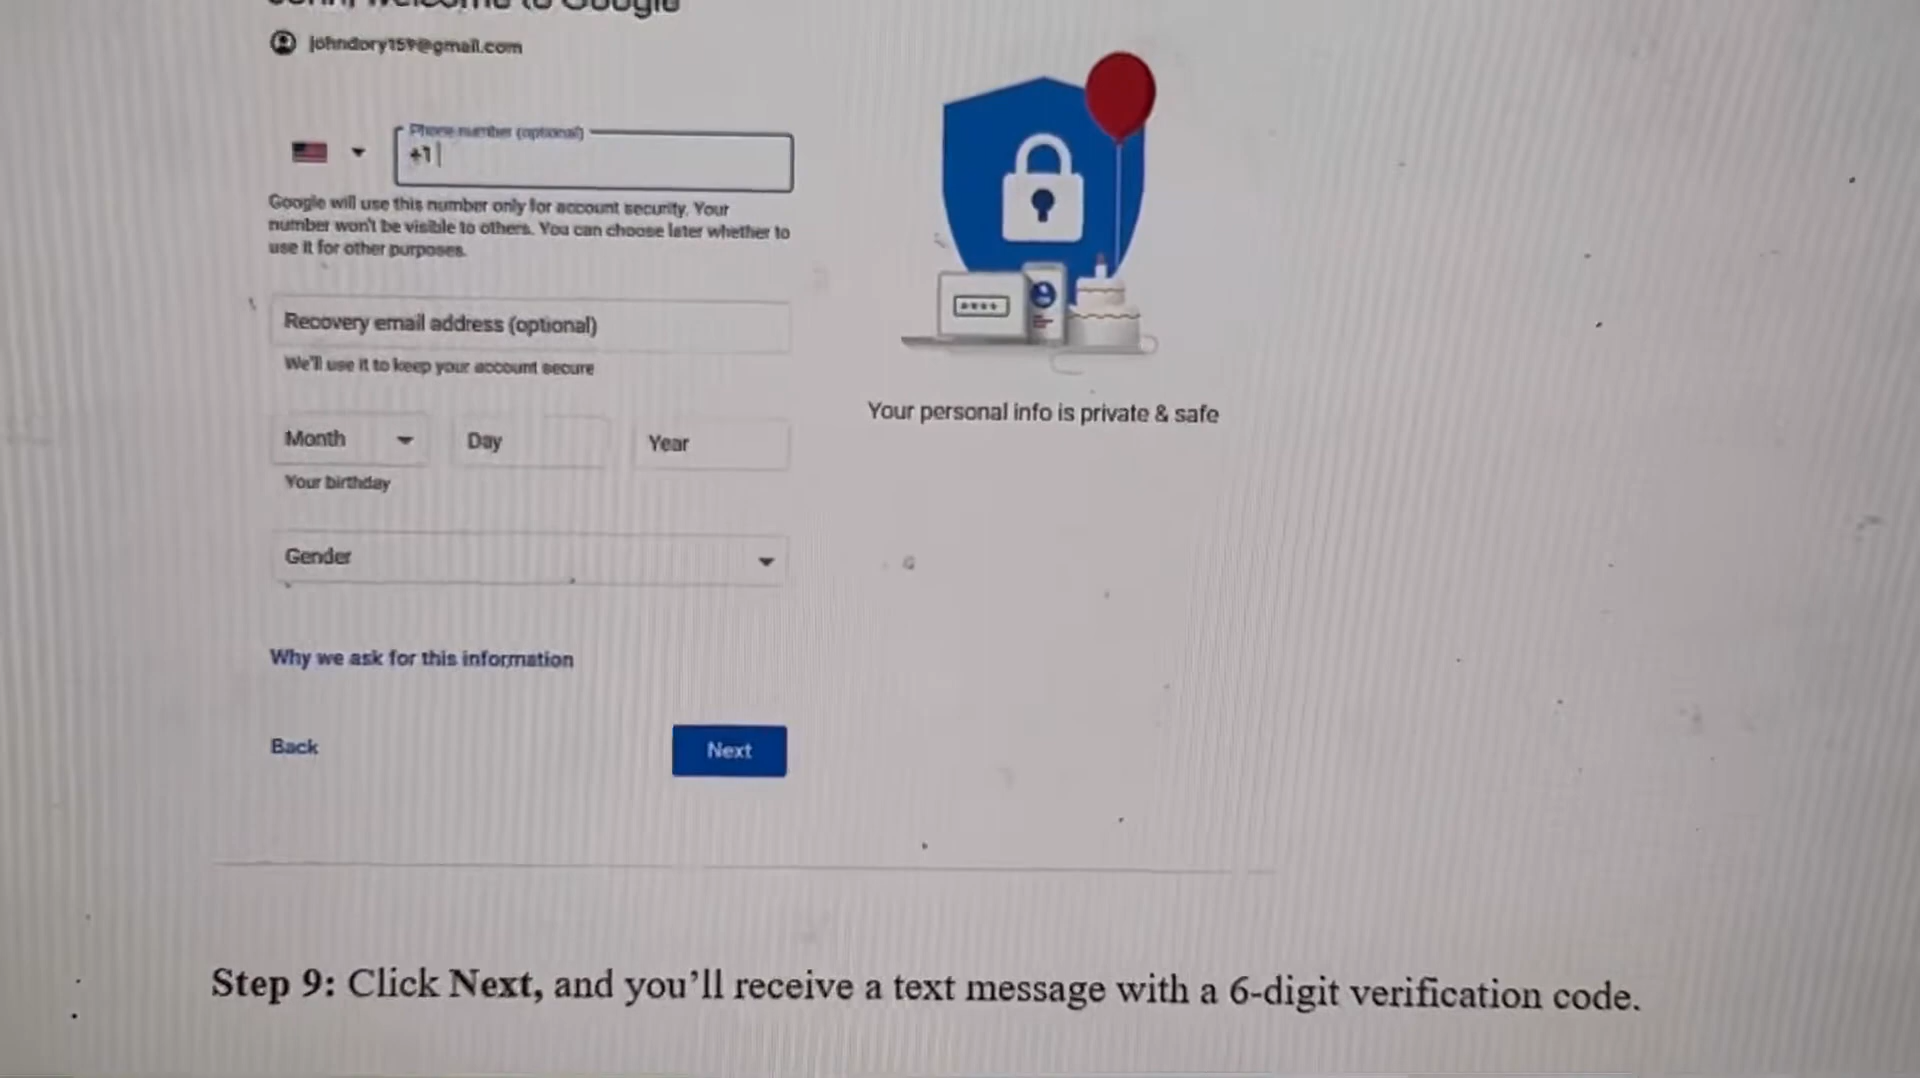 welcome to Google
johndory159@gmail.com
Phone number (optional)
+1
Google will use this number only for account security. Your
number won't be visible to others. You can choose later whether to
use it for other purposes.
Recovery email address (optional)
We'll use it to keep your account secure
Month
Day
Year
Your birthday
Gender
Why we ask for this information
Back
Next
****
Your personal info is private & safe
Step 9: Click Next, and you'll receive a text message with a 6-digit verification code.